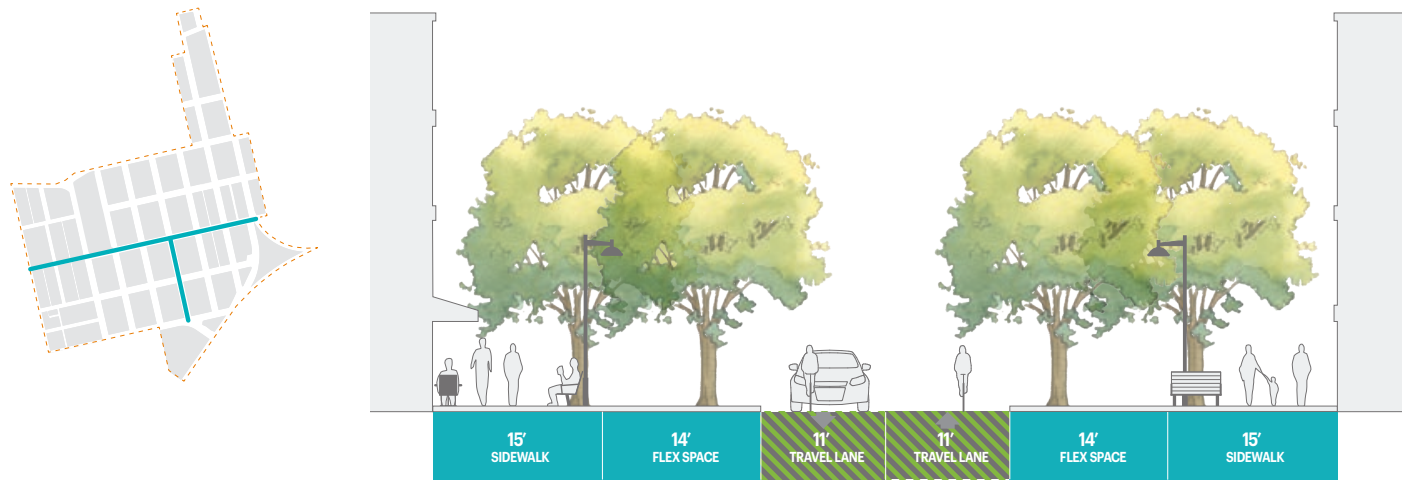 15′
SIDEWALK
14′
FLEX SPACE
11′
TRAVEL LANE
11′
TRAVEL LANE
14′
FLEX SPACE
15′
SIDEWALK